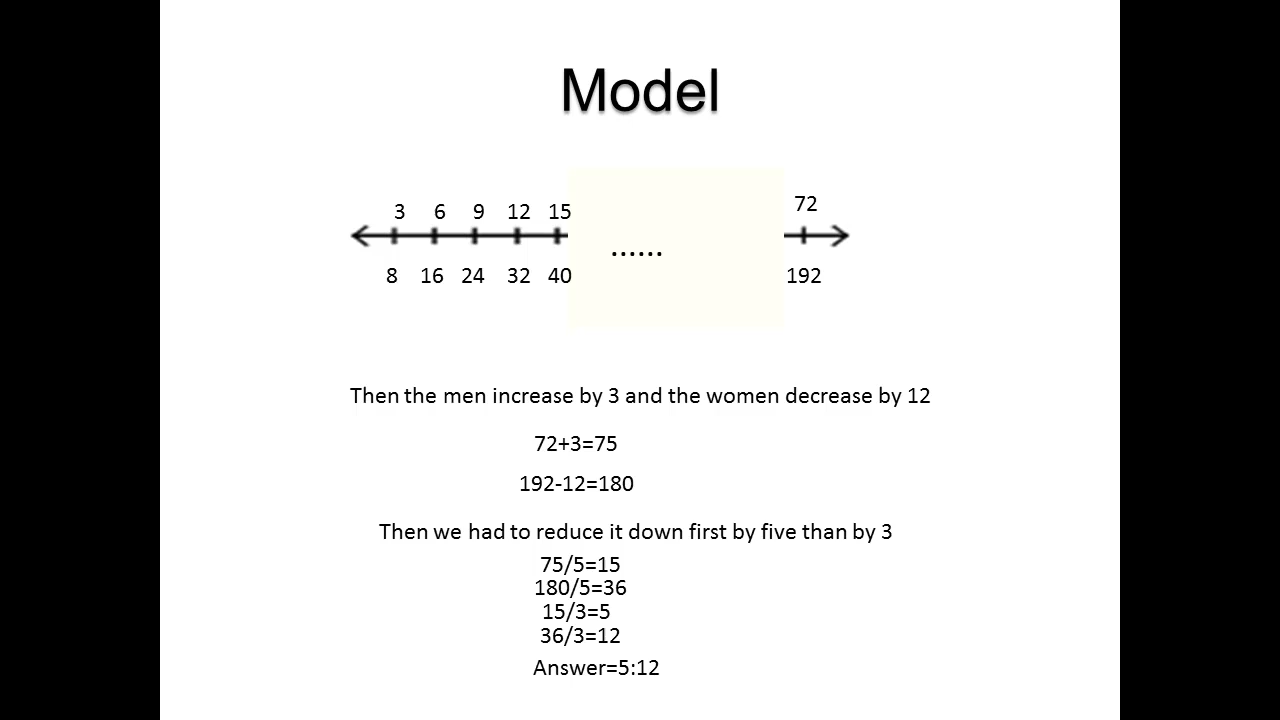 Model
3 6 9 12 15 72
......
8 16 24 32 40 192
Then the men increase by 3 and the women decrease by 12
72+3=75
192-12=180
Then we had to reduce it down first by five than by 3
75/5=15
180/5=36
15/3=5
36/3=12
Answer=5:12